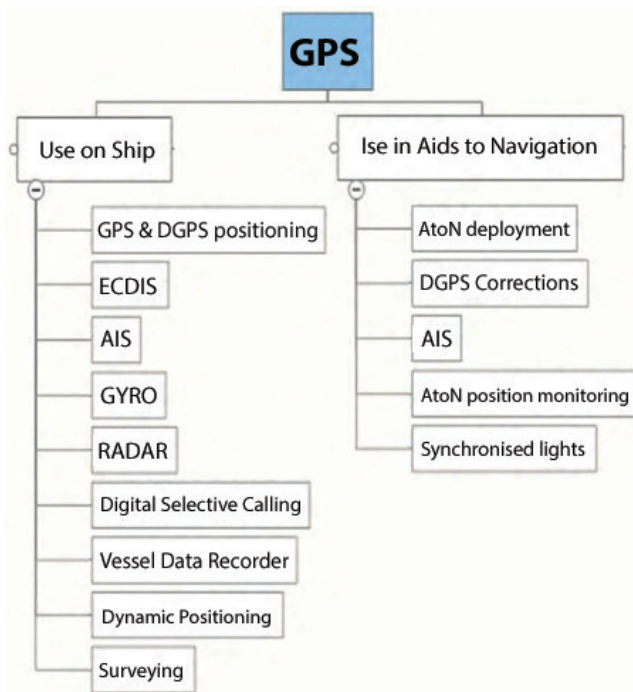 GPS
Use on Ship
GPS & DGPS positioning
ECDIS
AIS
GYRO
RADAR
Digital Selective Calling
Vessel Data Recorder
Dynamic Positioning
Surveying
Ise in Aids to Navigation
AtoN deployment
DGPS Corrections
AIS
AtoN position monitoring
Synchronised lights